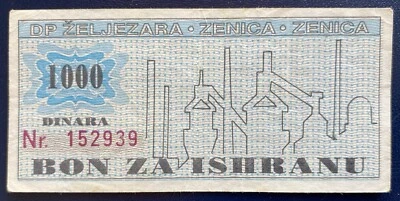 DP ŽELJEZARA · ZENICA · ZENICA
1000
DINARA
Nr. 152939
BON ZA ISHRANU